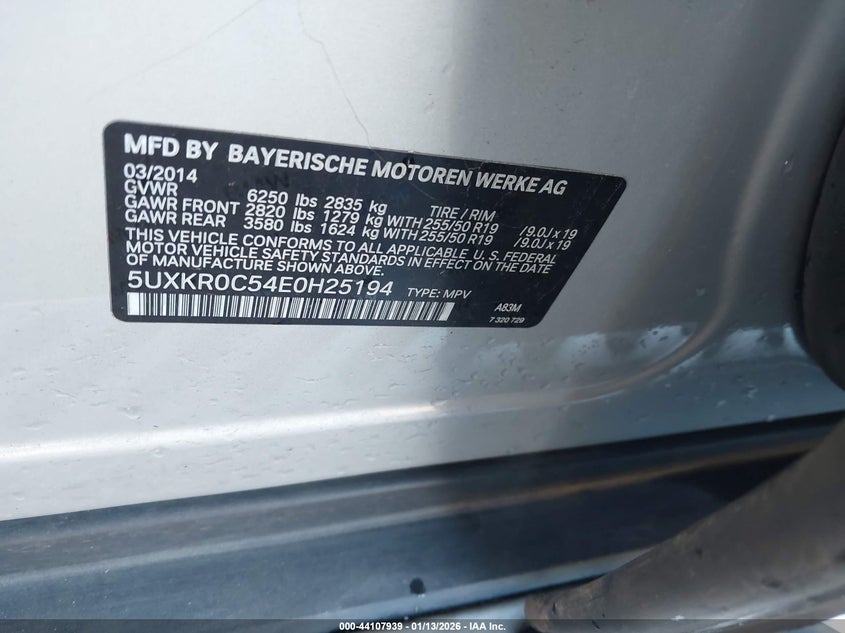 MFD BY BAYERISCHE MOTOREN WERKE AG
03/2014
GVWR 6250 lbs 2835 kg TIRE / RIM
GAWR FRONT 2820 lbs 1279 kg WITH 255/50 R19 /9.0J x 19
GAWR REAR 3580 lbs 1624 kg WITH 255/50 R19 /9.0J x 19
THIS VEHICLE CONFORMS TO ALL APPLICABLE U. S. FEDERAL
MOTOR VEHICLE SAFETY STANDARDS IN EFFECT ON THE DATE
OF MANUFACTURE SHOWN ABOVE.
5UXKR0C54E0H25194 TYPE: MPV A83M
7 320 729
000-44107939 - 01/13/2026 - IAA Inc.